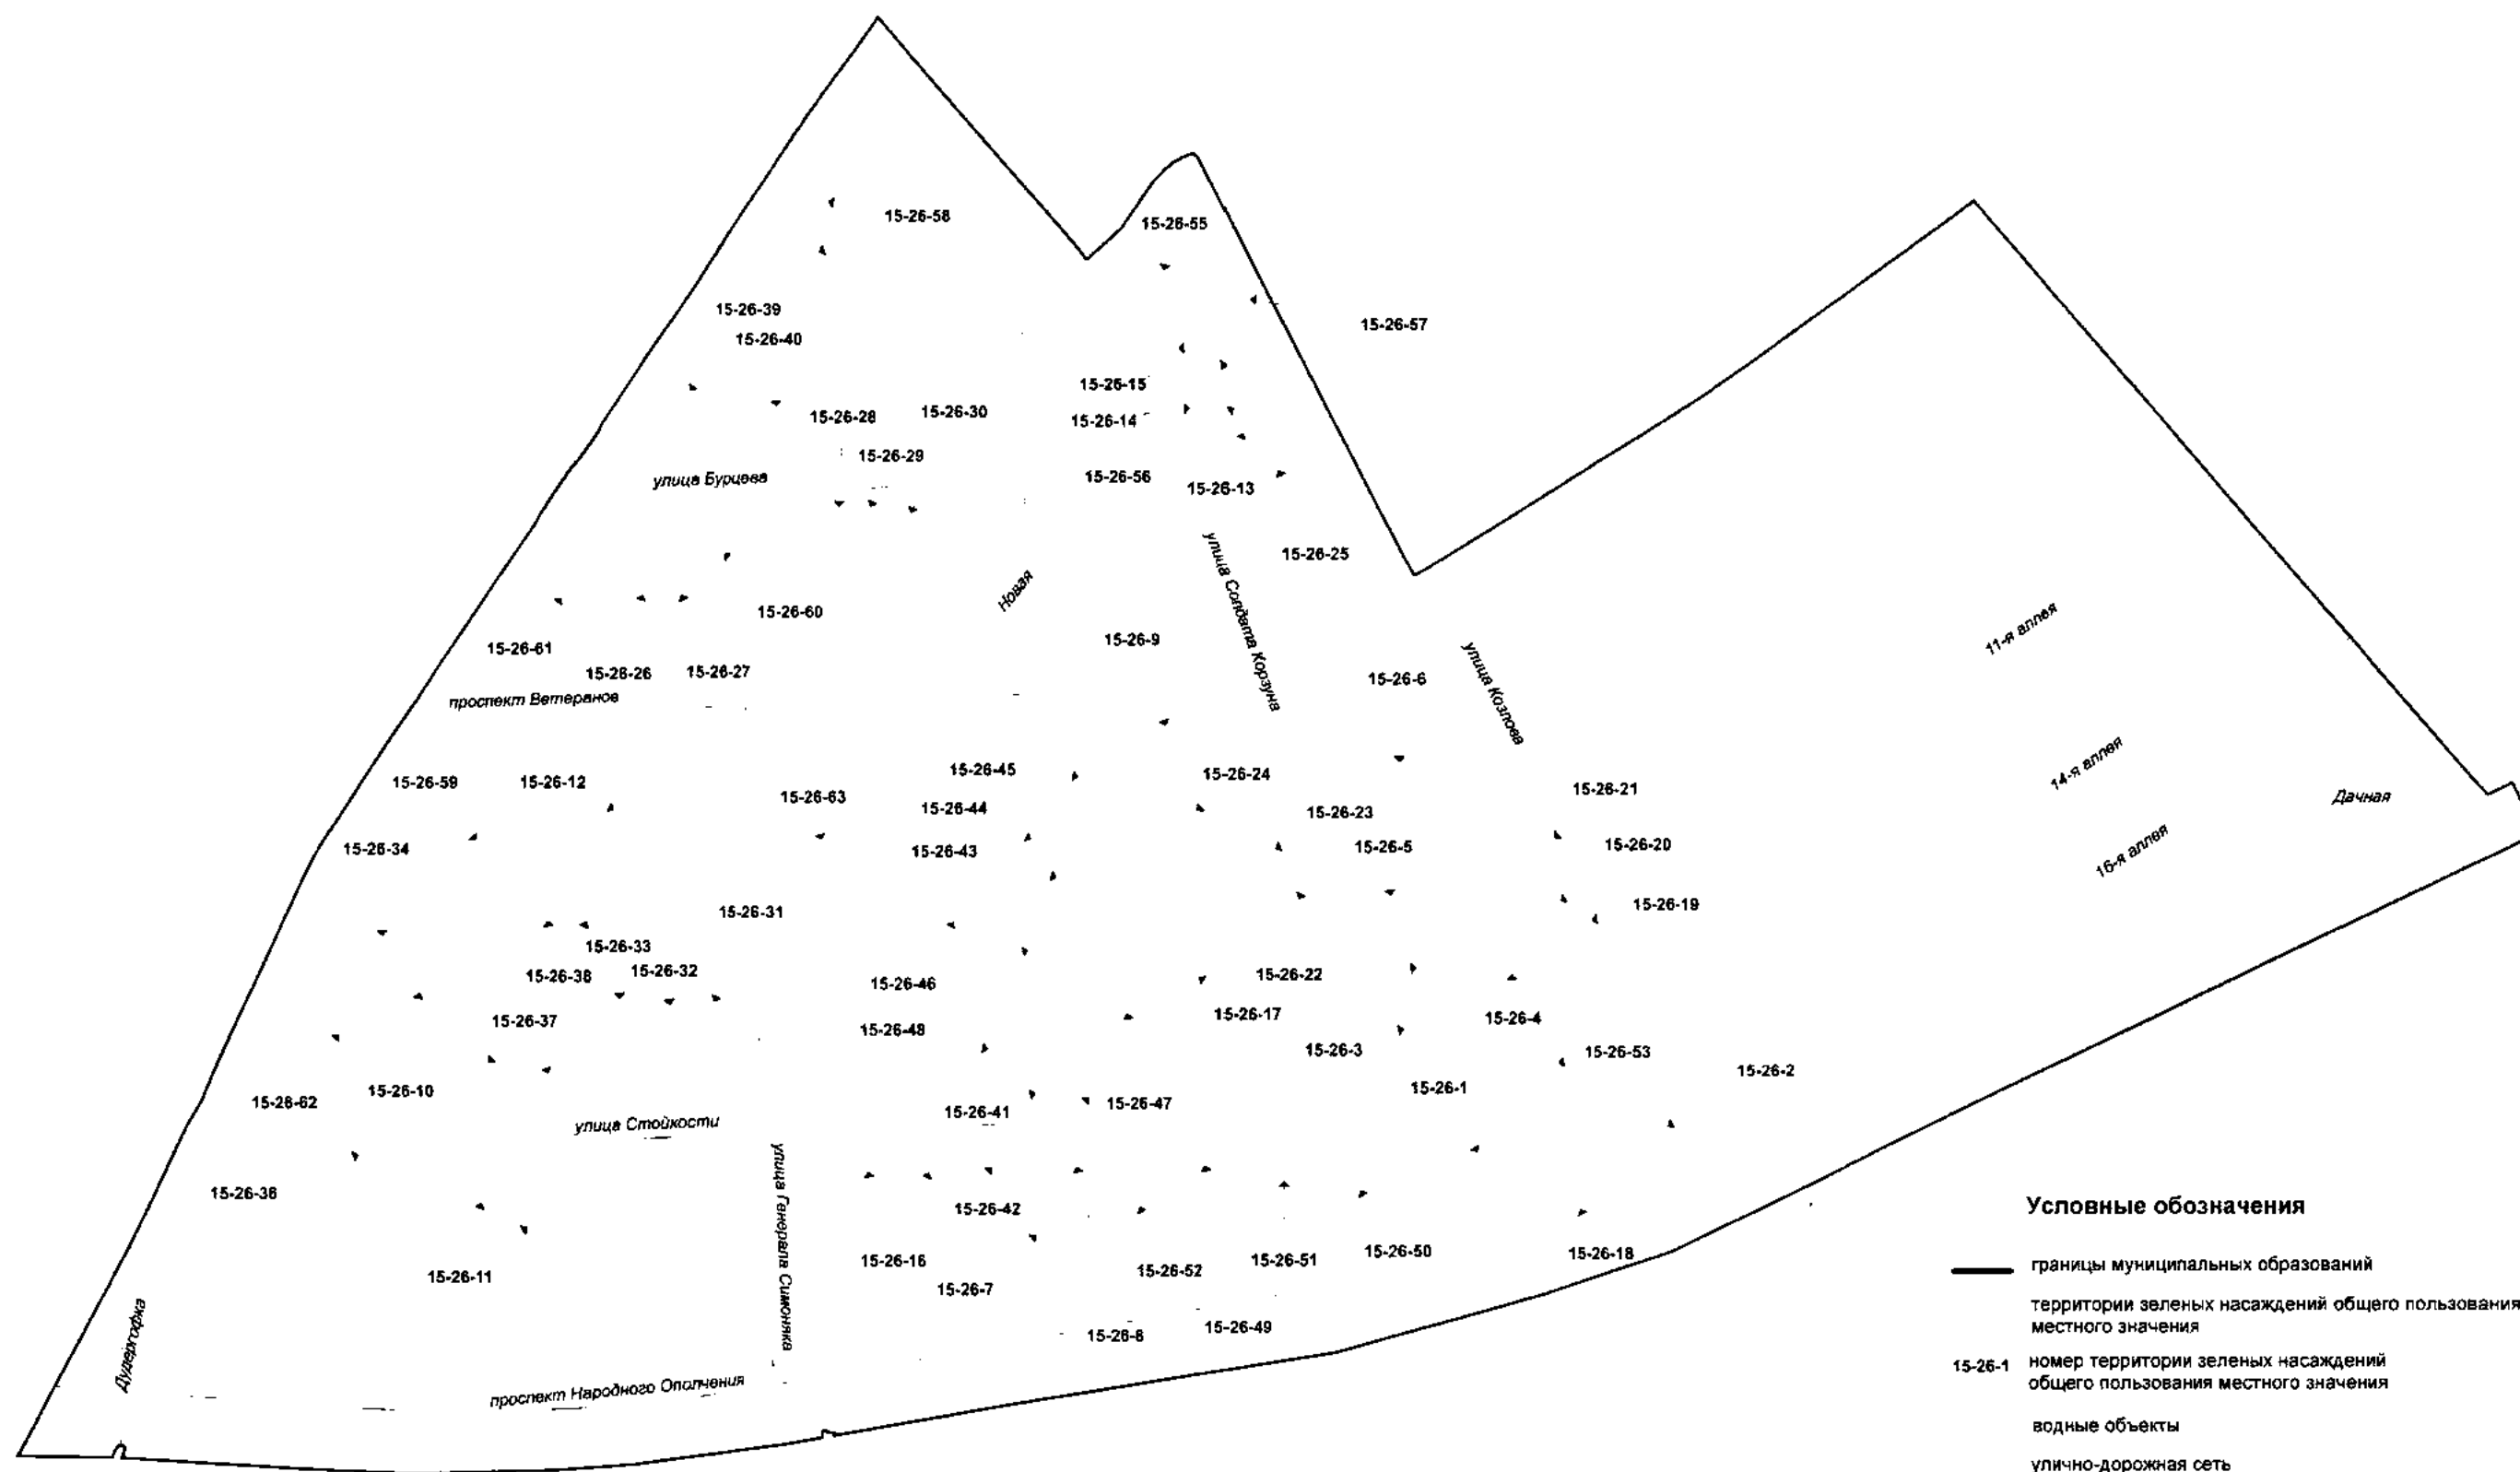 15-26-58
15-26-55
15-26-39
15-26-57
15-26-40
15-26-15
15-26-28
15-26-30
15-26-14
15-26-29
улица Бурцева
15-26-56
15-26-13
15-26-25
Новая
улица Солдата Корзуна
15-26-60
11-я аллея
15-26-9
15-26-61
15-26-26
15-26-27
15-26-6
улица Козлова
проспект Ветеранов
14-я аллея
15-26-59
15-26-12
15-26-63
15-26-45
15-26-24
15-26-21
Дачная
15-26-44
15-26-23
15-26-34
15-26-43
15-26-5
15-26-20
16-я аллея
15-26-31
15-26-19
15-26-33
15-26-38
15-26-32
15-26-46
15-26-22
15-26-37
15-26-48
15-26-17
15-26-4
15-26-3
15-26-53
15-26-2
15-26-62
15-26-10
15-26-1
15-26-41
15-26-47
улица Стойкости
улица Генерала Симоняка
15-26-36
15-26-42
15-26-11
15-26-16
15-26-7
15-26-52
15-26-51
15-26-50
15-26-18
15-26-8
15-26-49
Дудергофка
проспект Народного Ополчения
Условные обозначения
границы муниципальных образований
территории зеленых насаждений общего пользования
местного значения
15-26-1 номер территории зеленых насаждений
общего пользования местного значения
водные объекты
улично-дорожная сеть